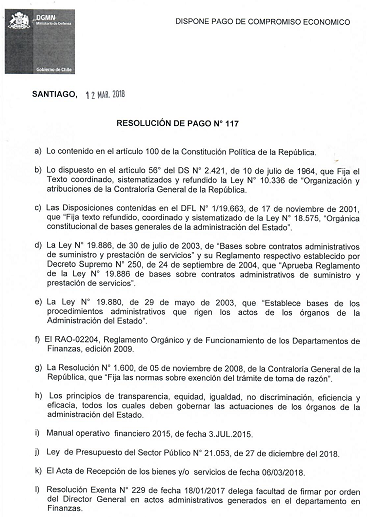 DGMN
Ministerio de Defensa
Gobierno de Chile
DISPONE PAGO DE COMPROMISO ECONOMICO
SANTIAGO, 12 MAR. 2018
RESOLUCIÓN DE PAGO N° 117
a) Lo contenido en el artículo 100 de la Constitución Política de la República.
b) Lo dispuesto en el artículo 56° del DS N° 2.421, de 10 de julio de 1964, que Fija el
Texto coordinado, sistematizados y refundido la Ley N° 10.336 de “Organización y
atribuciones de la Contraloría General de la República.
c) Las Disposiciones contenidas en el DFL N° 1/19.663, de 17 de noviembre de 2001,
que “Fija texto refundido, coordinado y sistematizado de la Ley N° 18.575, “Orgánica
constitucional de bases generales de la administración del Estado”.
d) La Ley N° 19.886, de 30 de julio de 2003, de “Bases sobre contratos administrativos
de suministro y prestación de servicios” y su Reglamento respectivo establecido por
Decreto Supremo N° 250, de 24 de septiembre de 2004, que “Aprueba Reglamento
de la Ley N° 19.886 de bases sobre contratos administrativos de suministro y
prestación de servicios”.
e) La Ley N° 19.880, de 29 de mayo de 2003, que “Establece bases de los
procedimientos administrativos que rigen los actos de los órganos de la
Administración del Estado”.
f) El RAO-02204, Reglamento Orgánico y de Funcionamiento de los Departamentos de
Finanzas, edición 2009.
g) La Resolución N° 1.600, de 05 de noviembre de 2008, de la Contraloría General de la
República, que “Fija las normas sobre exención del trámite de toma de razón”.
h) Los principios de transparencia, equidad, igualdad, no discriminación, eficiencia y
eficacia, todos los cuales deben gobernar las actuaciones de los órganos de la
administración del Estado.
i) Manual operativo financiero 2015, de fecha 3.JUL.2015.
j) Ley de Presupuesto del Sector Público N° 21.053, de 27 de diciembre del 2018.
k) El Acta de Recepción de los bienes y/o servicios de fecha 06/03/2018.
l) Resolución Exenta N° 229 de fecha 18/01/2017 delega facultad de firmar por orden
del Director General en actos administrativos generados en el departamento en
Finanzas.